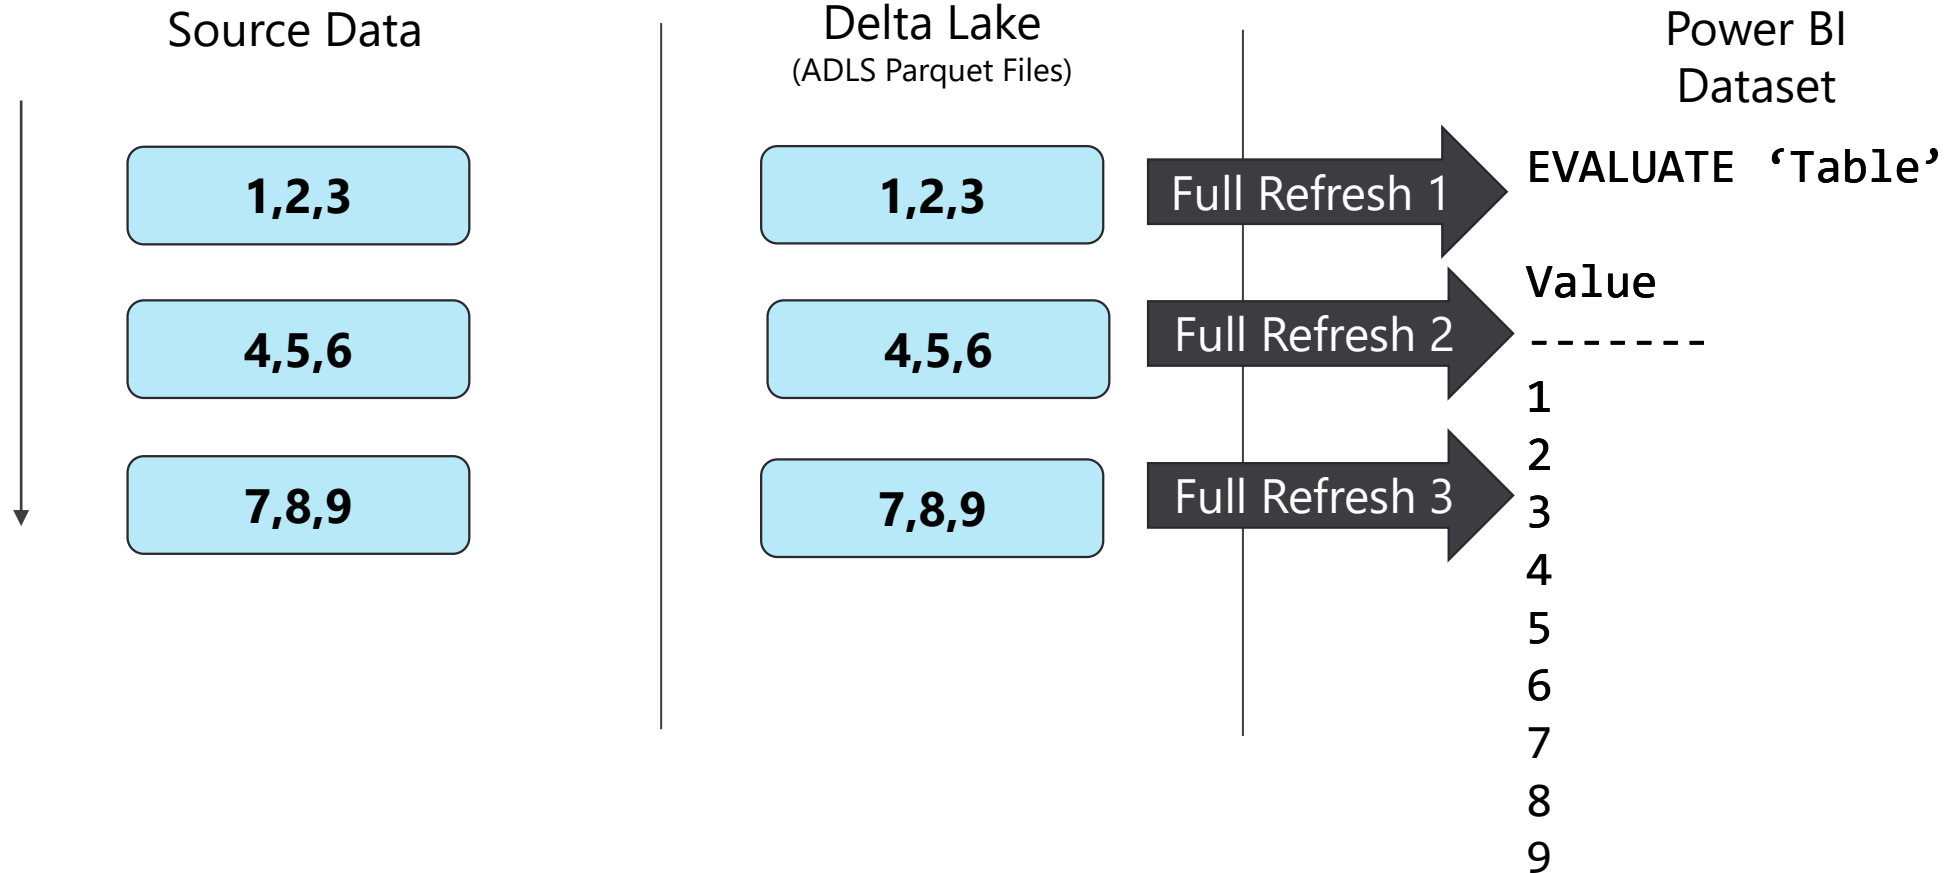 Source Data
1,2,3
4,5,6
7,8,9
Delta Lake
(ADLS Parquet Files)
1,2,3
4,5,6
7,8,9
Full Refresh 1
Full Refresh 2
Full Refresh 3
Power BI
Dataset
EVALUATE ‘Table’
Value
-------
1
2
3
4
5
6
7
8
9